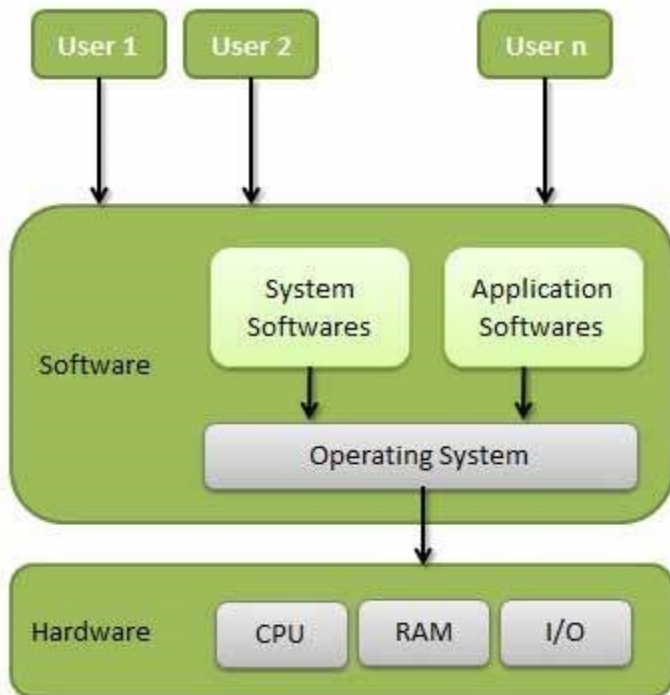 User 1
User 2
User n
System
Softwares
Application
Softwares
Software
Operating System
Hardware
CPU
RAM
I/O